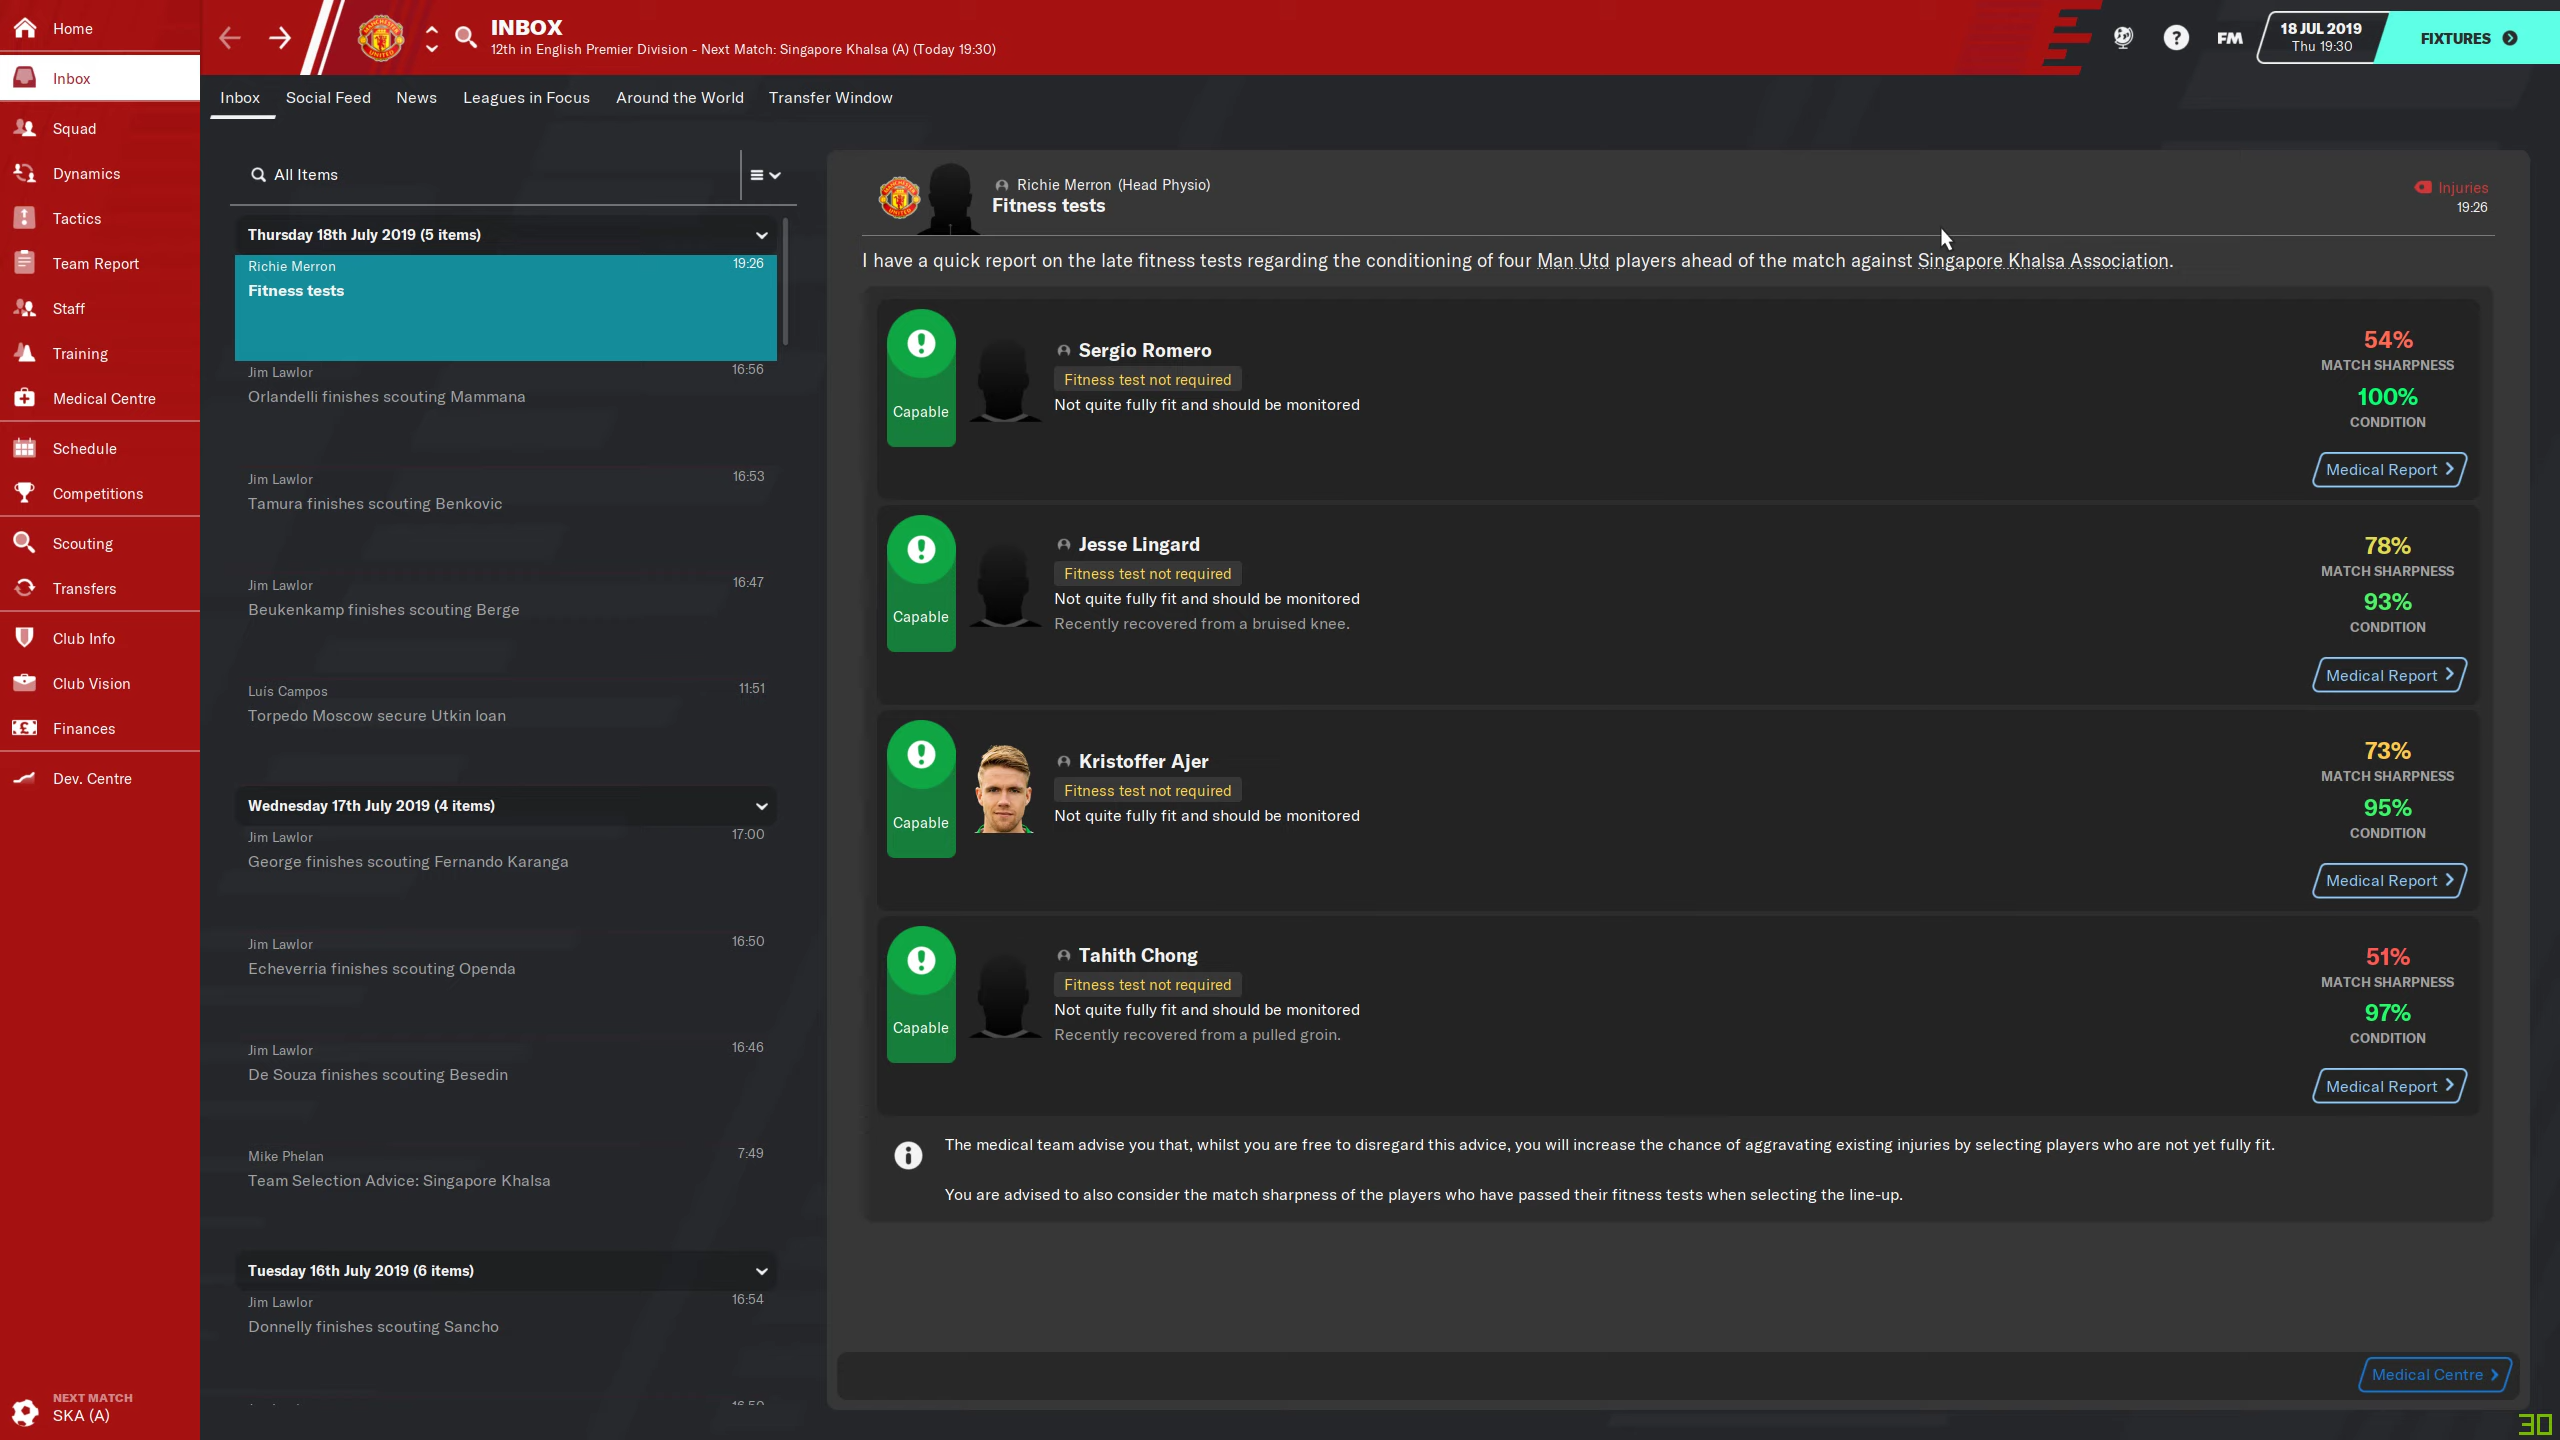 Home
Inbox
Squad
Dynamics
Tactics
Team Report
Staff
Training
Medical Centre
Schedule
Competitions
Scouting
Transfers
Club Info
Club Vision
Finances
Dev. Centre
NEXT MATCH
SKA (A)
INBOX
12th in English Premier Division - Next Match: Singapore Khalsa (A) (Today 19:30)
FM
18 JUL 2019
Thu 19:30
FIXTURES
Inbox Social Feed News Leagues in Focus Around the World Transfer Window
All Items
Thursday 18th July 2019 (5 items)
Richie Merron 19:26
Fitness tests
Jim Lawlor 16:56
Orlandelli finishes scouting Mammana
Jim Lawlor 16:53
Tamura finishes scouting Benkovic
Jim Lawlor 16:47
Beukenkamp finishes scouting Berge
Luís Campos 11:51
Torpedo Moscow secure Utkin loan
Wednesday 17th July 2019 (4 items)
Jim Lawlor 17:00
George finishes scouting Fernando Karanga
Jim Lawlor 16:50
Echeverria finishes scouting Openda
Jim Lawlor 16:46
De Souza finishes scouting Besedin
Mike Phelan 7:49
Team Selection Advice: Singapore Khalsa
Tuesday 16th July 2019 (6 items)
Jim Lawlor 16:54
Donnelly finishes scouting Sancho
Richie Merron (Head Physio)
Fitness tests
Injuries
19:26
I have a quick report on the late fitness tests regarding the conditioning of four Man Utd players ahead of the match against Singapore Khalsa Association.
Capable
Sergio Romero
Fitness test not required
Not quite fully fit and should be monitored
54%
MATCH SHARPNESS
100%
CONDITION
Medical Report
Capable
Jesse Lingard
Fitness test not required
Not quite fully fit and should be monitored
Recently recovered from a bruised knee.
78%
MATCH SHARPNESS
93%
CONDITION
Medical Report
Capable
Kristoffer Ajer
Fitness test not required
Not quite fully fit and should be monitored
73%
MATCH SHARPNESS
95%
CONDITION
Medical Report
Capable
Tahith Chong
Fitness test not required
Not quite fully fit and should be monitored
Recently recovered from a pulled groin.
51%
MATCH SHARPNESS
97%
CONDITION
Medical Report
The medical team advise you that, whilst you are free to disregard this advice, you will increase the chance of aggravating existing injuries by selecting players who are not yet fully fit.
You are advised to also consider the match sharpness of the players who have passed their fitness tests when selecting the line-up.
Medical Centre
30